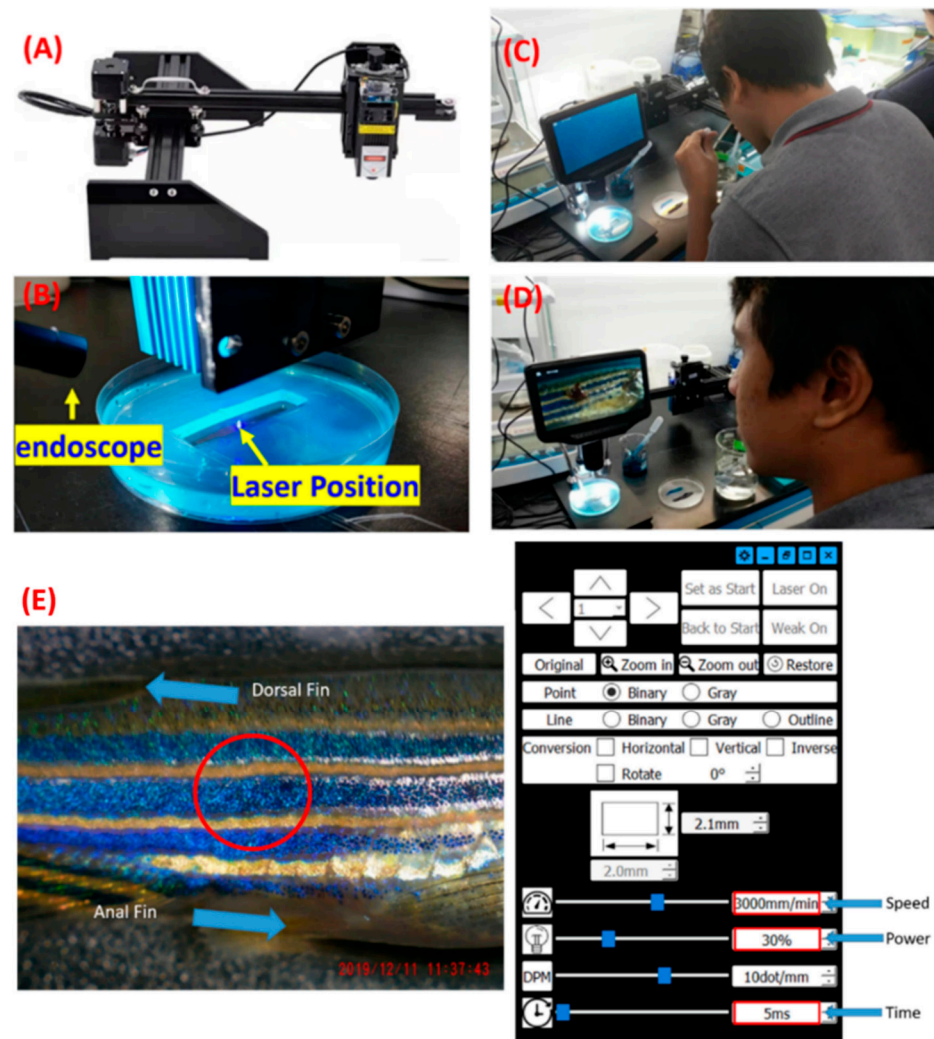 (A)
(B)
endoscope
Laser Position
(C)
(D)
(E)
Dorsal Fin
Anal Fin
2019/12/11 11:37:43
Set as Start Laser On
1
Back to Start Weak On
Original Zoom in Zoom out Restore
Point Binary Gray
Line Binary Gray Outline
Conversion Horizontal Vertical Inverse
Rotate 0°
2.1mm
2.0mm
3000mm/min Speed
30% Power
DPM 10dot/mm
5ms Time